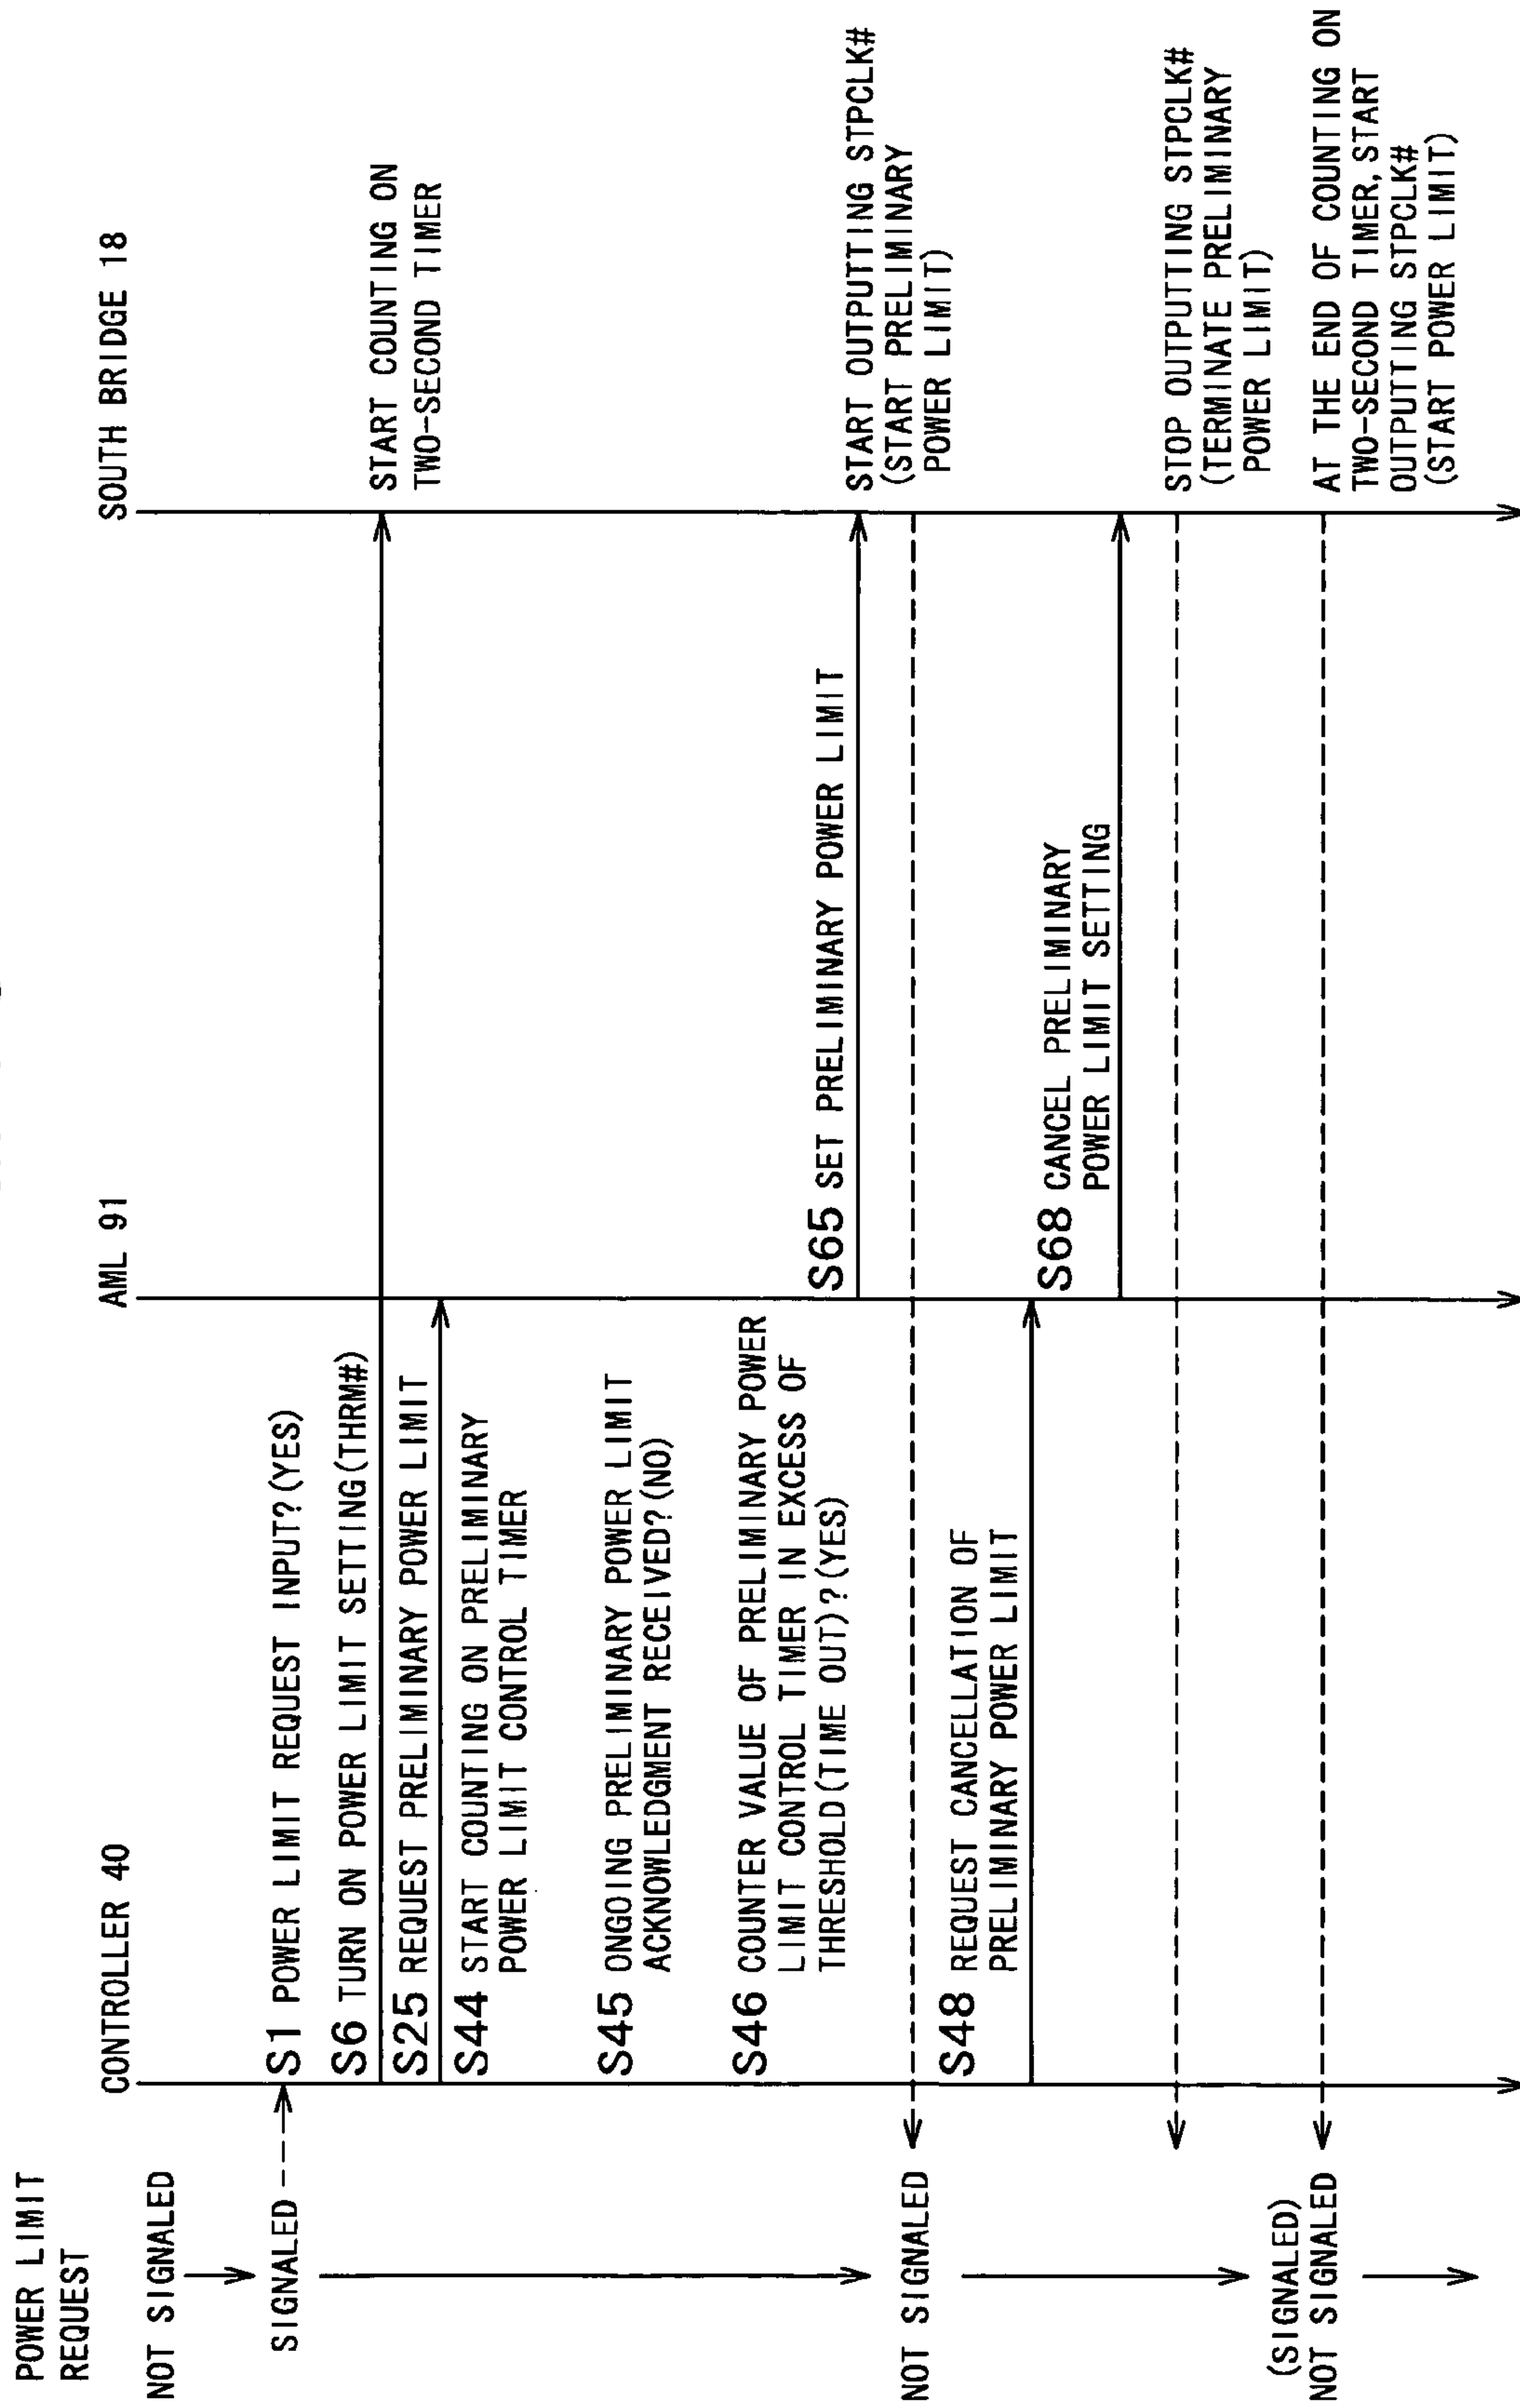 POWER LIMIT
REQUEST
CONTROLLER 40
AML 91
SOUTH BRIDGE 18
NOT SIGNALED
SIGNALED
S1 POWER LIMIT REQUEST INPUT?(YES)
S6 TURN ON POWER LIMIT SETTING(THRM#)
START COUNTING ON
TWO-SECOND TIMER
S25 REQUEST PRELIMINARY POWER LIMIT
S44 START COUNTING ON PRELIMINARY
POWER LIMIT CONTROL TIMER
S45 ONGOING PRELIMINARY POWER LIMIT
ACKNOWLEDGMENT RECEIVED?(NO)
S46 COUNTER VALUE OF PRELIMINARY POWER
LIMIT CONTROL TIMER IN EXCESS OF
THRESHOLD(TIME OUT)?(YES)
S65 SET PRELIMINARY POWER LIMIT
START OUTPUTTING STPCLK#
(START PRELIMINARY
POWER LIMIT)
NOT SIGNALED
S48 REQUEST CANCELLATION OF
PRELIMINARY POWER LIMIT
S68 CANCEL PRELIMINARY
POWER LIMIT SETTING
STOP OUTPUTTING STPCLK#
(TERMINATE PRELIMINARY
POWER LIMIT)
(SIGNALED)
NOT SIGNALED
AT THE END OF COUNTING ON
TWO-SECOND TIMER,START
OUTPUTTING STPCLK#
(START POWER LIMIT)